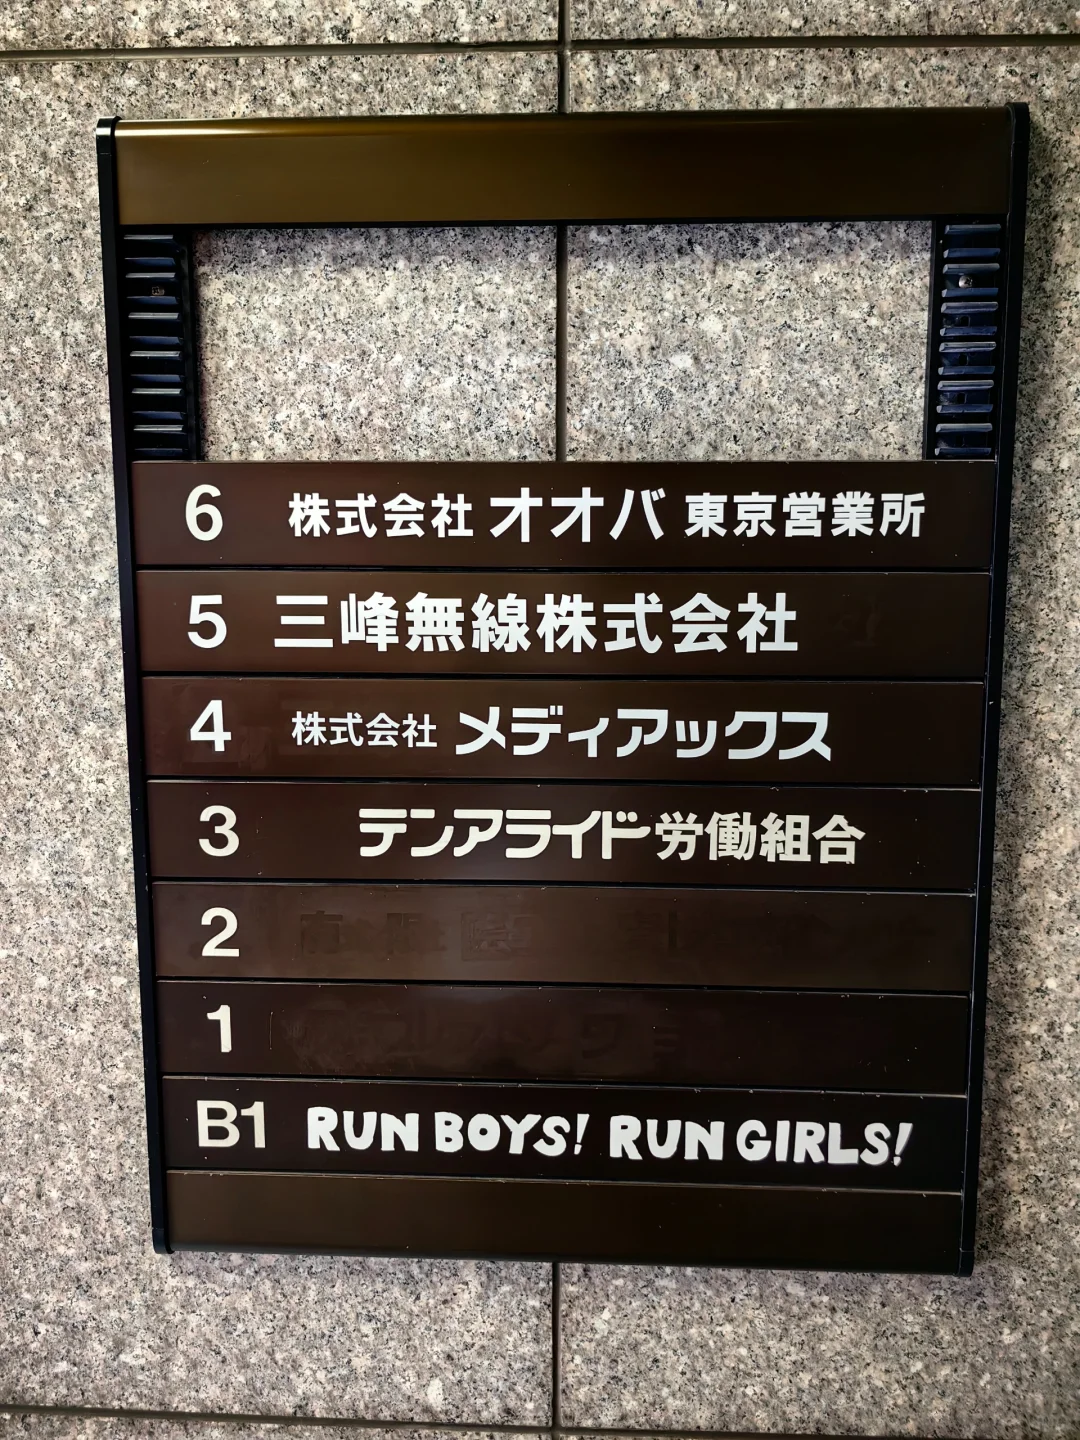 6 株式会社 オオバ 東京営業所
5 三峰無線株式会社
4 株式会社 メディアックス
3 テンアライド労働組合
2
1
B1 RUN BOYS! RUN GIRLS!